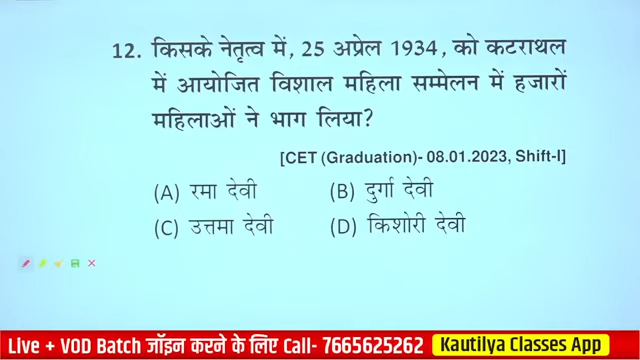 12. किसके नेतृत्व में, 25 अप्रेल 1934, को कटराथल
में आयोजित विशाल महिला सम्मेलन में हजारों
महिलाओं ने भाग लिया?
[CET (Graduation)- 08.01.2023, Shift-I]
(A) रमा देवी (B) दुर्गा देवी
(C) उत्तमा देवी (D) किशोरी देवी
Live + VOD Batch जॉइन करने के लिए Call- 7665625262 Kautilya Classes App